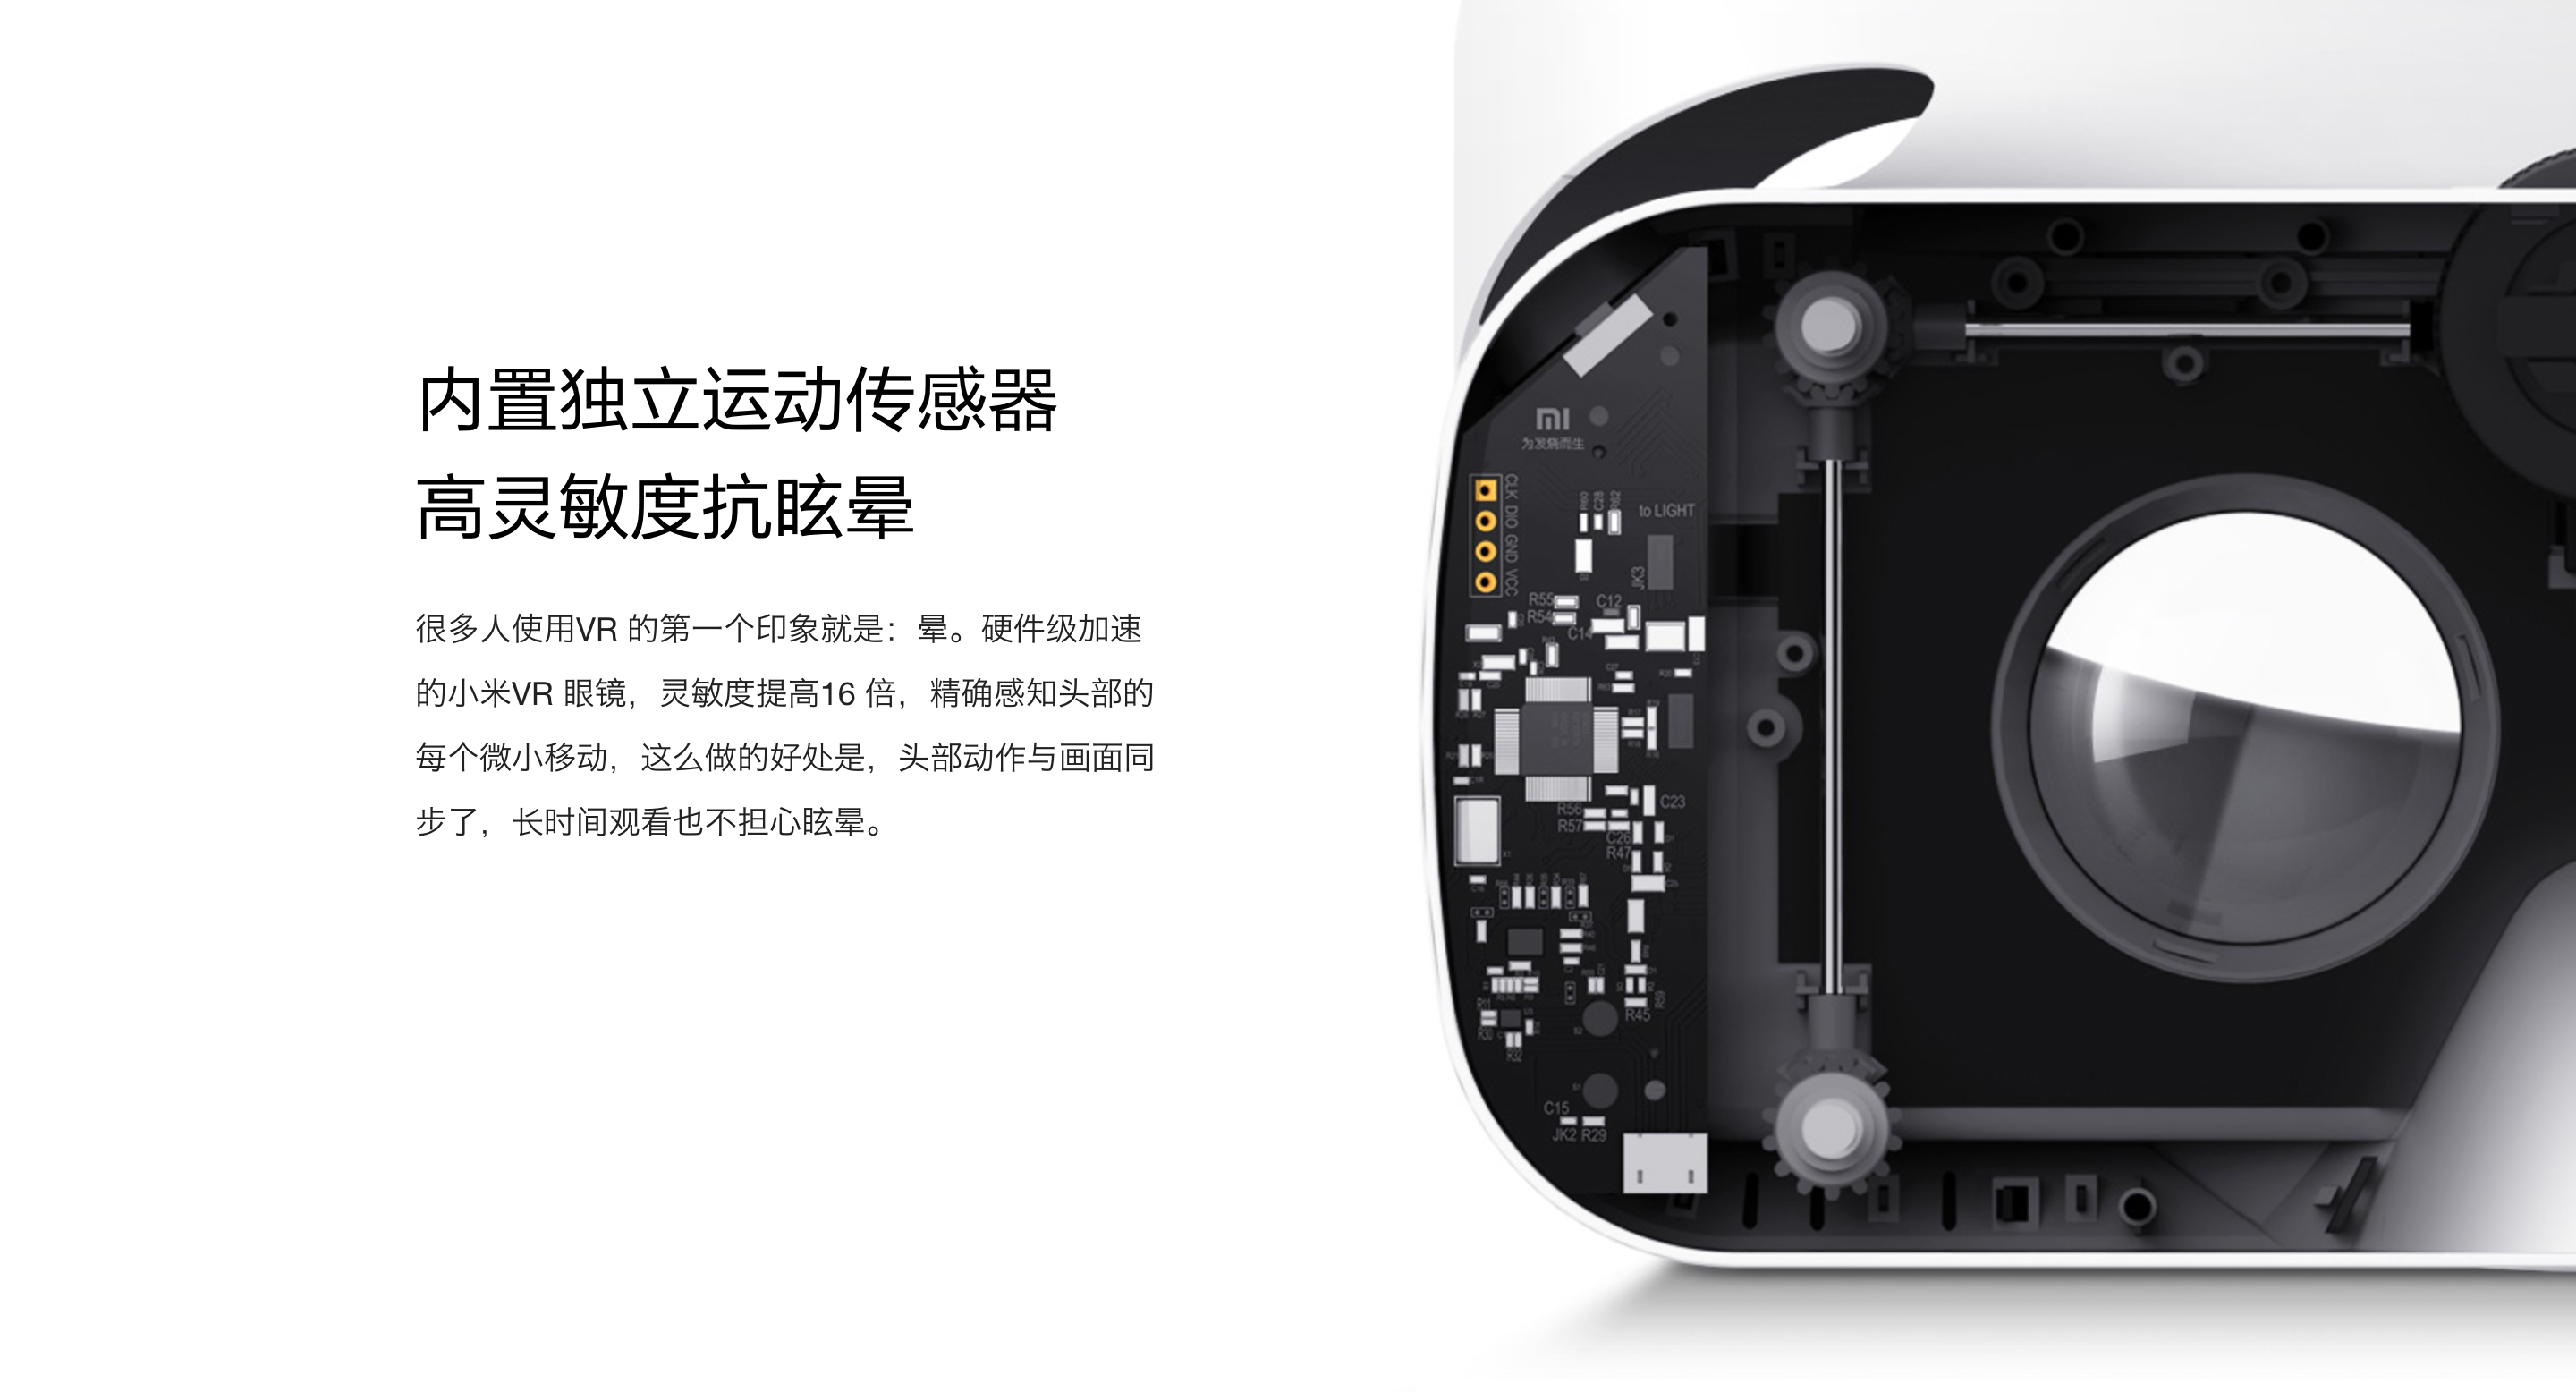 内置独立运动传感器
高灵敏度抗眩晕
很多人使用VR 的第一个印象就是：晕。硬件级加速
的小米VR 眼镜，灵敏度提高16 倍，精确感知头部的
每个微小移动，这么做的好处是，头部动作与画面同
步了，长时间观看也不担心眩晕。
MI
为发烧而生
CLK DIO GND VCC
R60
C28
to LIGHT
JK3
R55
C12
R54
C14
R56
C23
R57
C26
R47
R59
R45
C15
JK2 R29